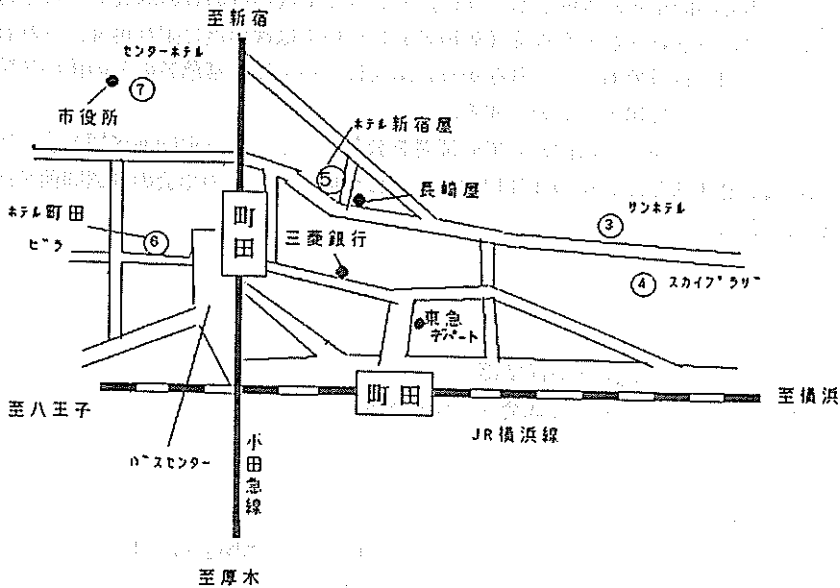 至新宿
センターホテル
⑦
市役所
ホテル新宿屋
⑤
長崎屋
サンホテル
③
町田
ホテル町田
ビラ
⑥
三菱銀行
④
スカイプラザ
東急
デパート
町田
至八王子
至横浜
JR横浜線
バスセンター
小田急線
至厚木